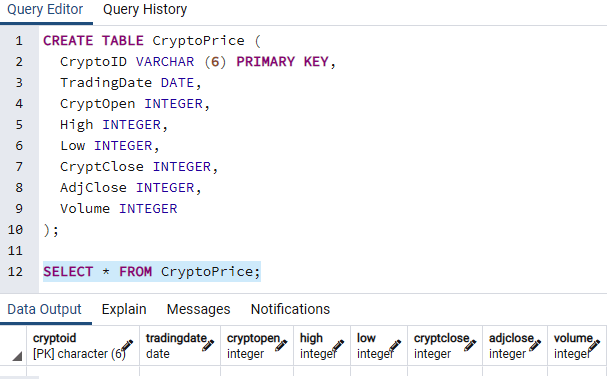 Query Editor Query History
1 CREATE TABLE CryptoPrice (
2 CryptoID VARCHAR (6) PRIMARY KEY,
3 TradingDate DATE,
4 CryptOpen INTEGER,
5 High INTEGER,
6 Low INTEGER,
7 CryptClose INTEGER,
8 AdjClose INTEGER,
9 Volume INTEGER
10 );
11
12 SELECT * FROM CryptoPrice;
Data Output Explain Messages Notifications
cryptoid tradingdate cryptopen high low cryptclose adjclose volume
[PK] character (6) date integer integer integer integer integer integer